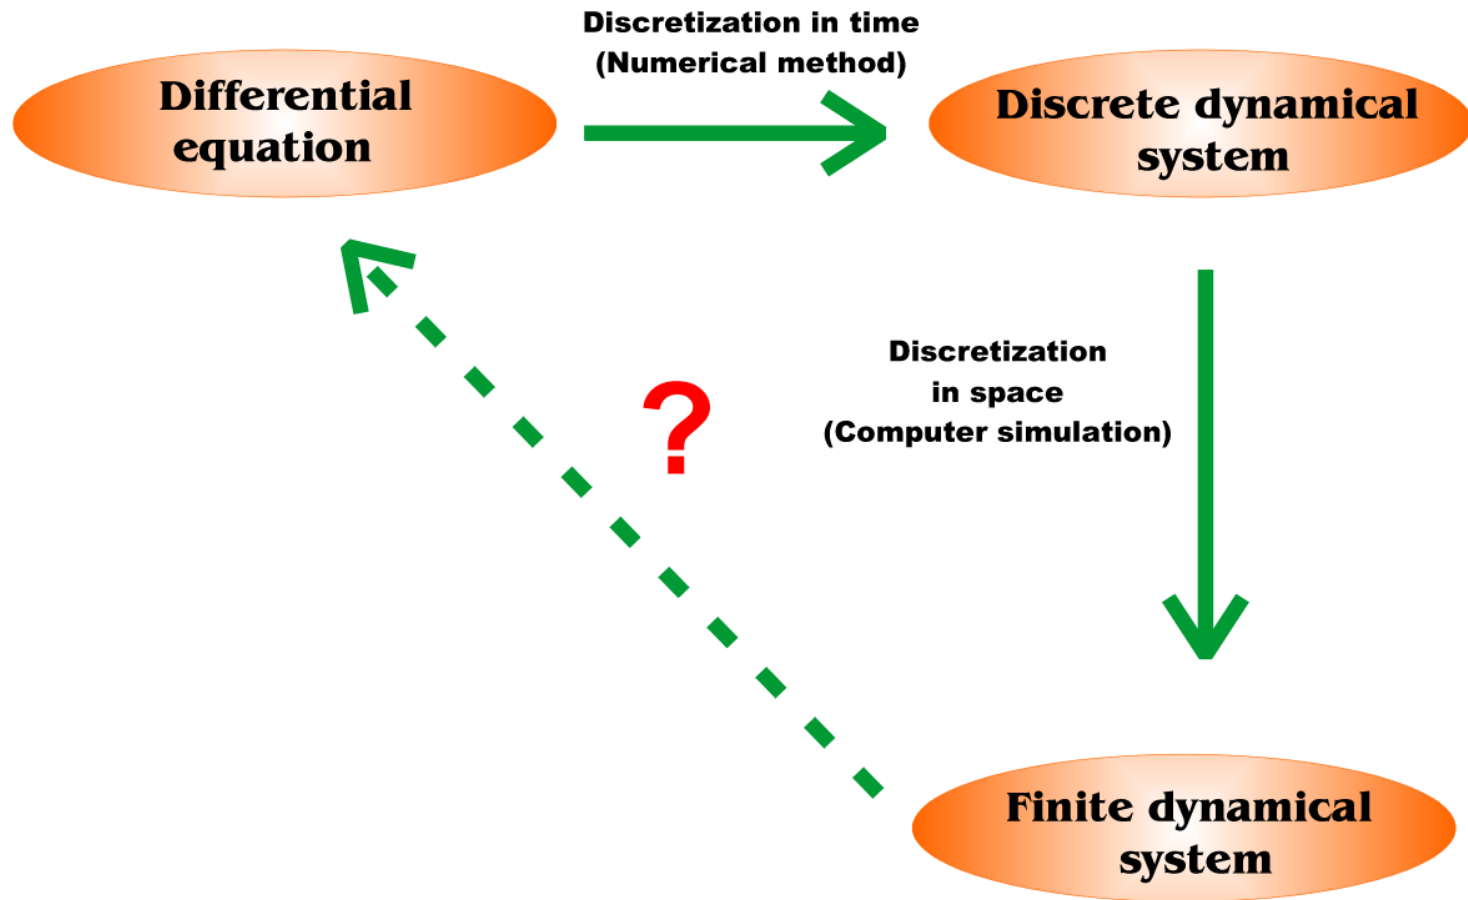 Discretization in time
(Numerical method)
Differential
equation
Discrete dynamical
system
Discretization
in space
(Computer simulation)
?
Finite dynamical
system